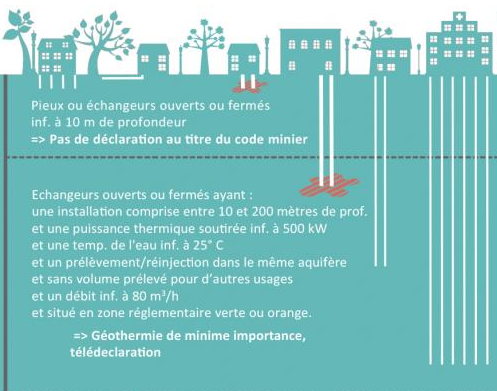 Pieux ou échangeurs ouverts ou fermés
inf. à 10 m de profondeur
=> Pas de déclaration au titre du code minier
Echangeurs ouverts ou fermés ayant :
une installation comprise entre 10 et 200 mètres de prof.
et une puissance thermique soutirée inf. à 500 kW
et une temp. de l'eau inf. à 25° C
et un prélèvement/réinjection dans le même aquifère
et sans volume prélevé pour d'autres usages
et un débit inf. à 80 m³/h
et situé en zone réglementaire verte ou orange.
=> Géothermie de minime importance,
télédeclaration